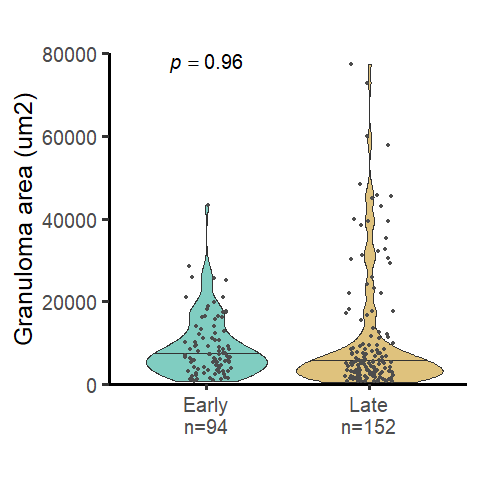 p = 0.96
Granuloma area (um2)
80000
60000
40000
20000
0
Early
n=94
Late
n=152